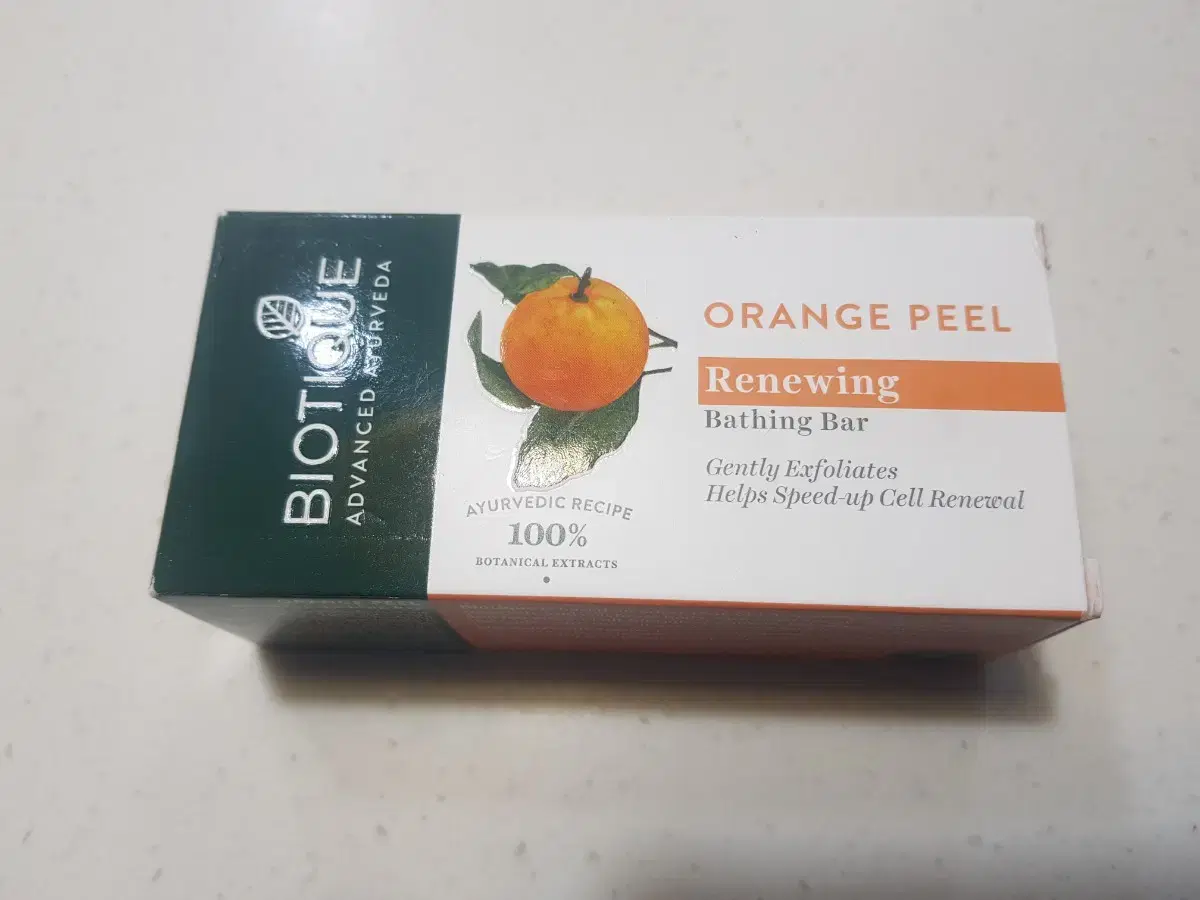 BIOTIQUE
ADVANCED AYURVEDA
ORANGE PEEL
Renewing
Bathing Bar
Gently Exfoliates
Helps Speed-up Cell Renewal
AYURVEDIC RECIPE
100%
BOTANICAL EXTRACTS